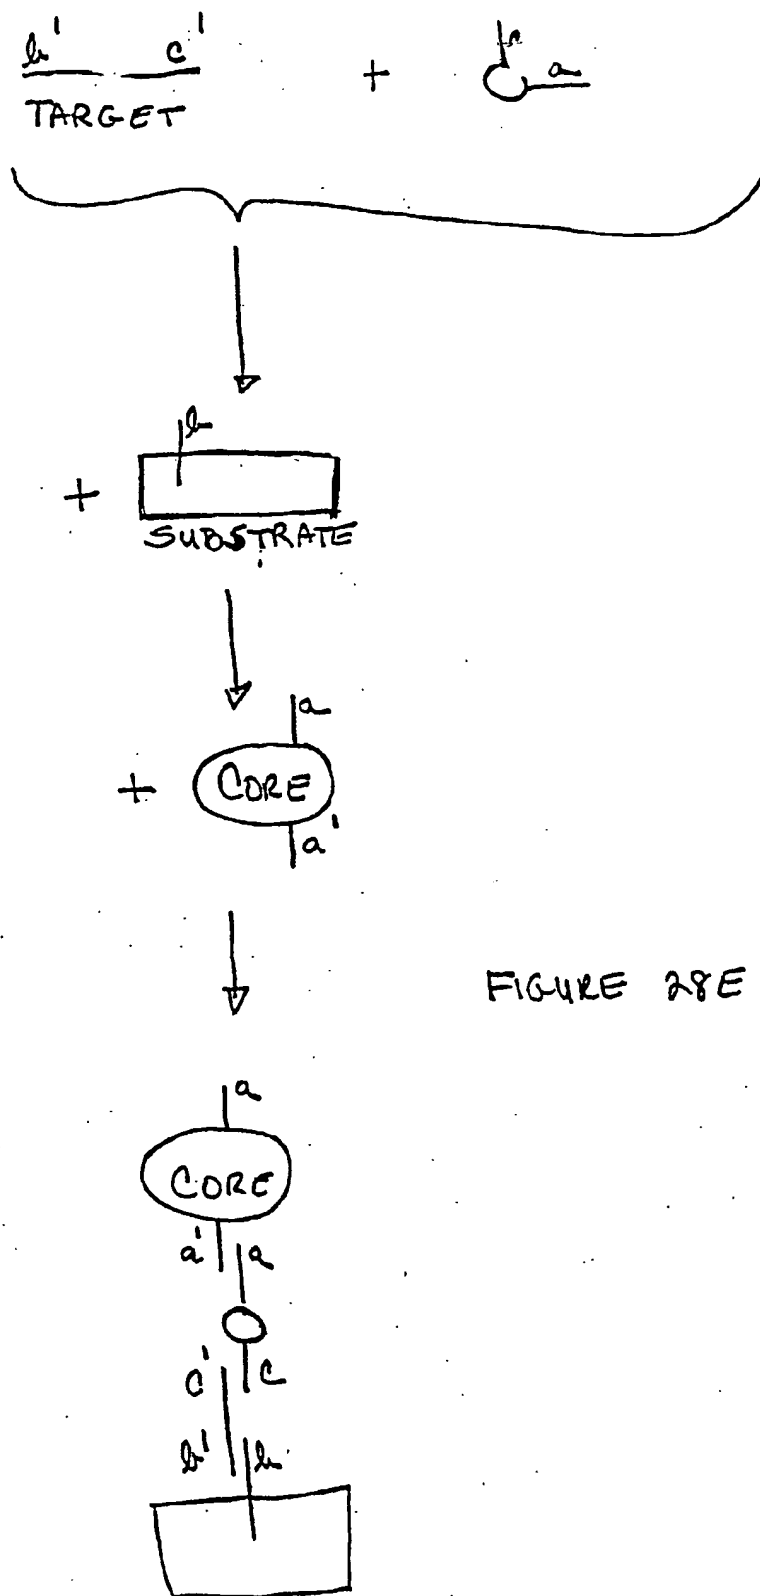 b' c' c
+ a
TARGET
b
+
SUBSTRATE
a
+ CORE
a'
FIGURE 28E
a
CORE
a' a
c' c
b' b